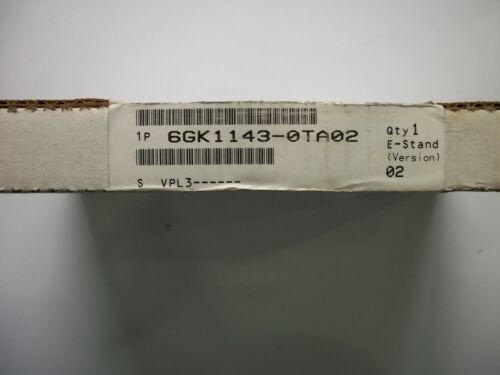 1P 6GK1143-0TA02
Qty 1
E-Stand
(Version)
02
S VPL3------